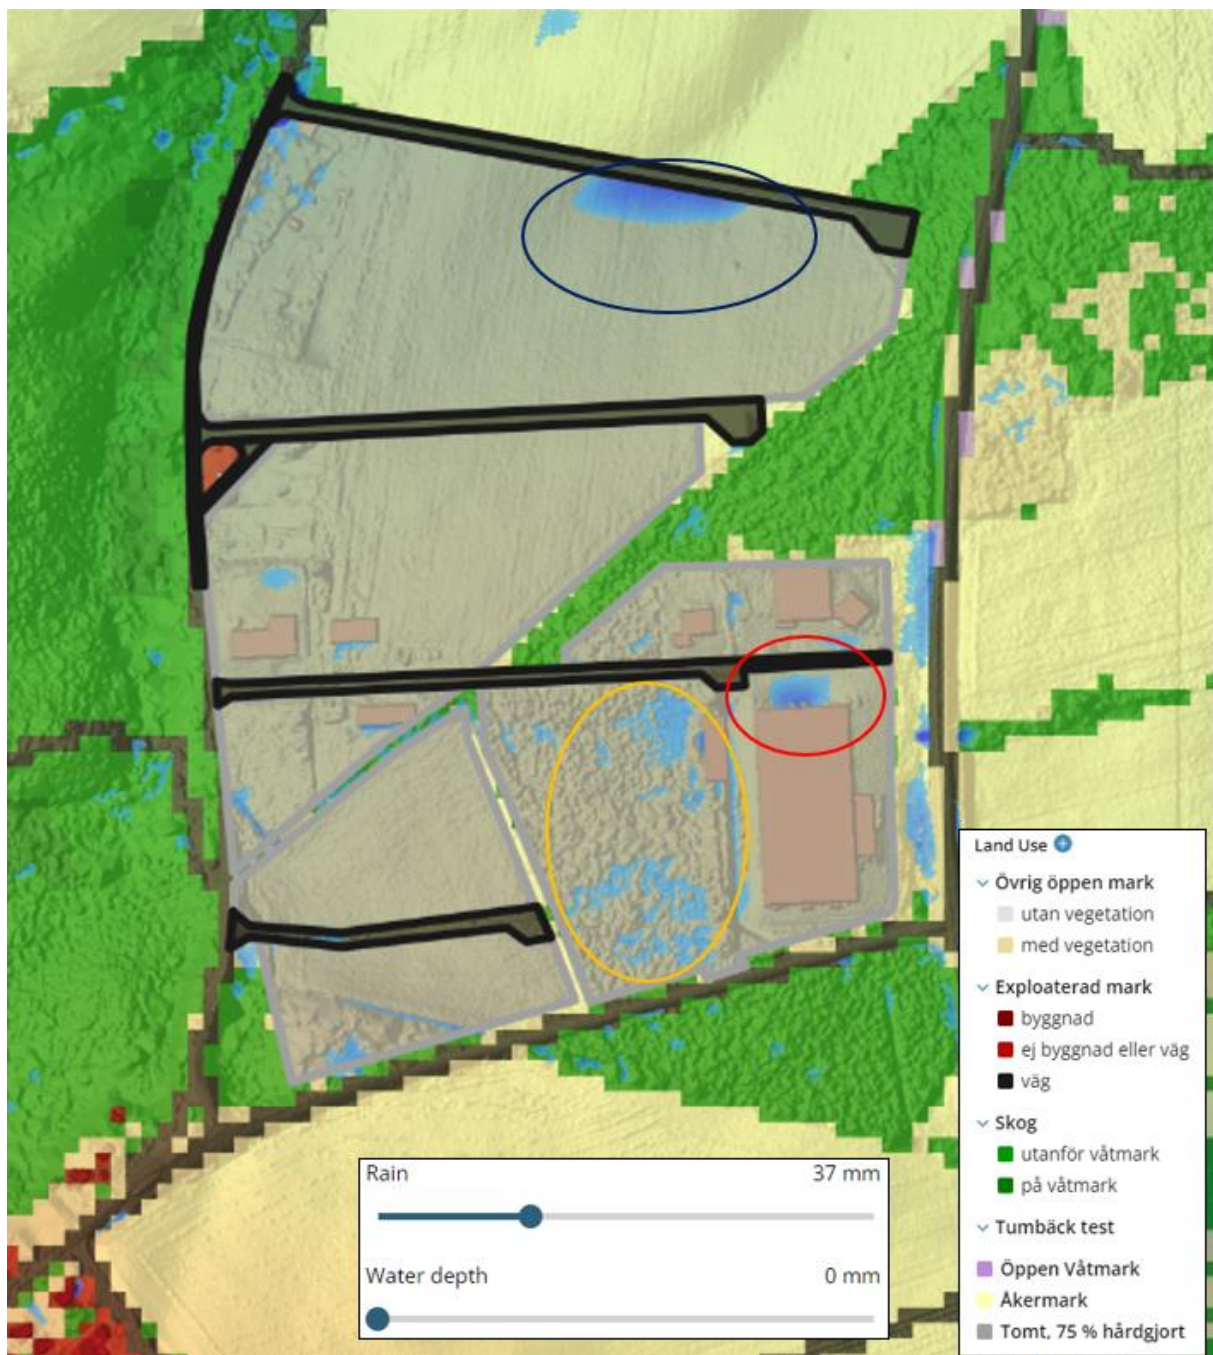 Land Use
Övrig öppen mark
utan vegetation
med vegetation
Exploaterad mark
byggnad
ej byggnad eller väg
väg
Skog
utanför våtmark
på våtmark
Tumbäck test
Öppen Våtmark
Åkermark
Tomt, 75 % hårdgjort
Rain 37 mm
Water depth 0 mm